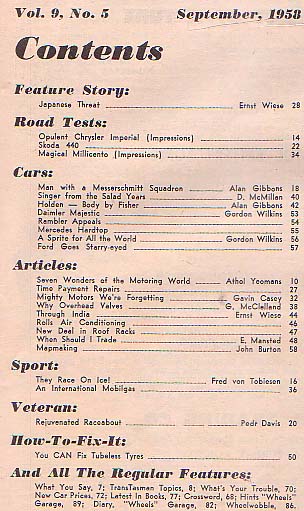 Vol. 9, No. 5 September, 1958
Contents
Feature Story:
Japanese Threat Ernst Wiese 28
Road Tests:
Opulent Chrysler Imperial (Impressions) 14
Skoda 440 22
Magical Millecento (Impressions) 34
Cars:
Man with a Messerschmitt Squadron Alan Gibbons 18
Singer from the Salad Years D. McMillen 40
Holden — Body by Fisher Alan Gibbons 42
Daimler Majestic Gordon Wilkins 53
Rambler Appeals 54
Mercedes Herdtop 55
A Sprite for All the World Gordon Wilkins 56
Ford Goes Starry-eyed 57
Articles:
Seven Wonders of the Motoring World Athol Yeomans 10
Time Payment Repairs 27
Mighty Motors We're Forgetting Gavin Casey 32
Why Overhead Valves G. McClelland 38
Through India Ernst Wiese 44
Rolls Air Conditioning 46
New Deal in Roof Racks 47
When Should I Trade E. Mansted 48
Mapmaking John Burton 58
Sport:
They Race On Ice! Fred von Tobiesen 16
An International Mobilgas 36
Veteran:
Rejuvenated Raceabout Pedr Davis 20
How-To-Fix-It:
You CAN Fix Tubeless Tyres 50
And All The Regular Features:
What You Say, 7; TransTasmen Topics, 8; What's Your Trouble, 70;
New Car Prices, 72; Latest In Books, 77; Crossword, 68; Hints "Wheels"
Garage, 89; Diary, "Wheels" Garage, 82; Wheelwobble, 86.